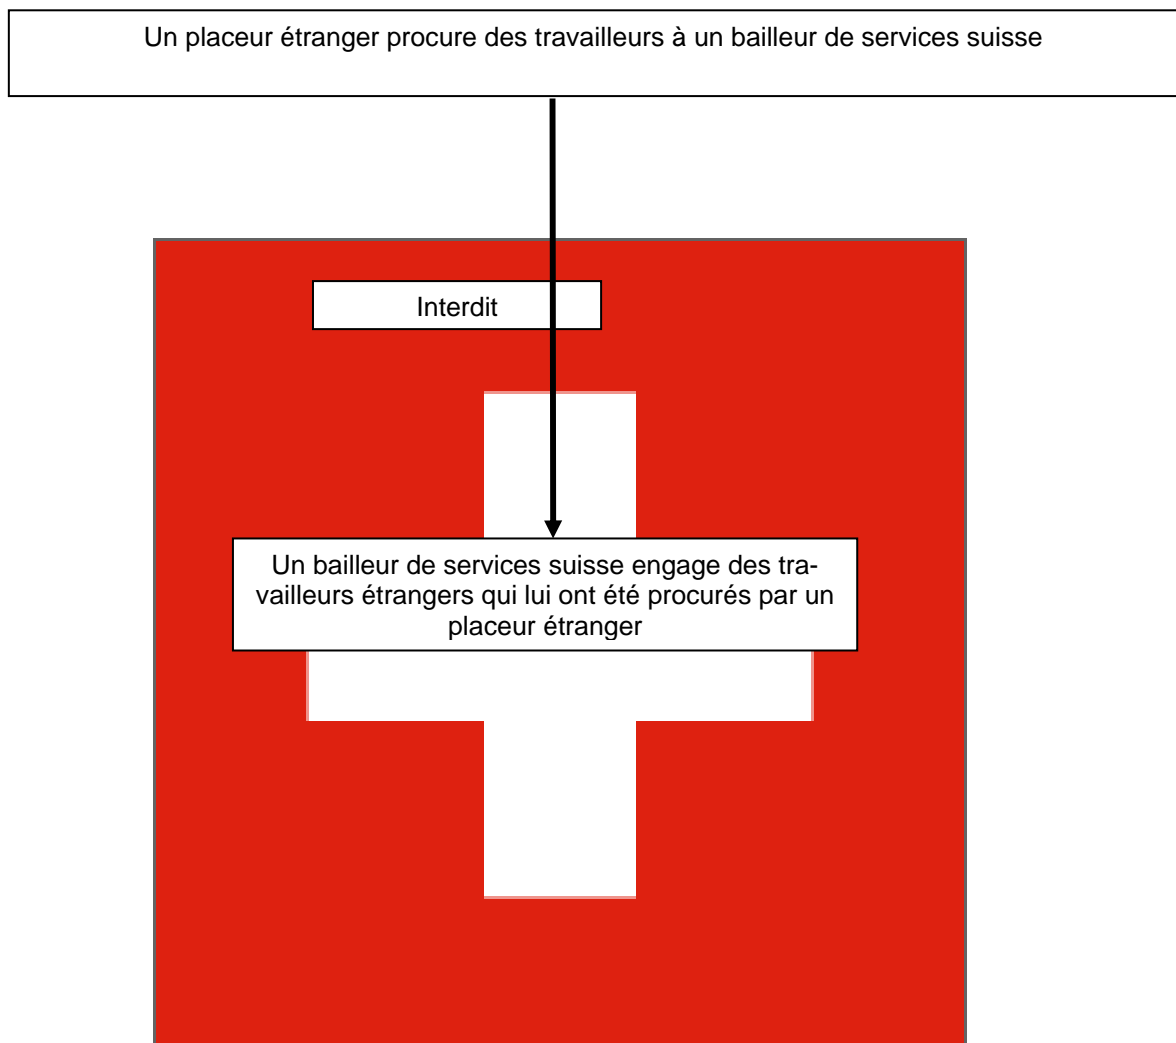 Un placeur étranger procure des travailleurs à un bailleur de services suisse
Interdit
Un bailleur de services suisse engage des tra-
vailleurs étrangers qui lui ont été procurés par un
placeur étranger